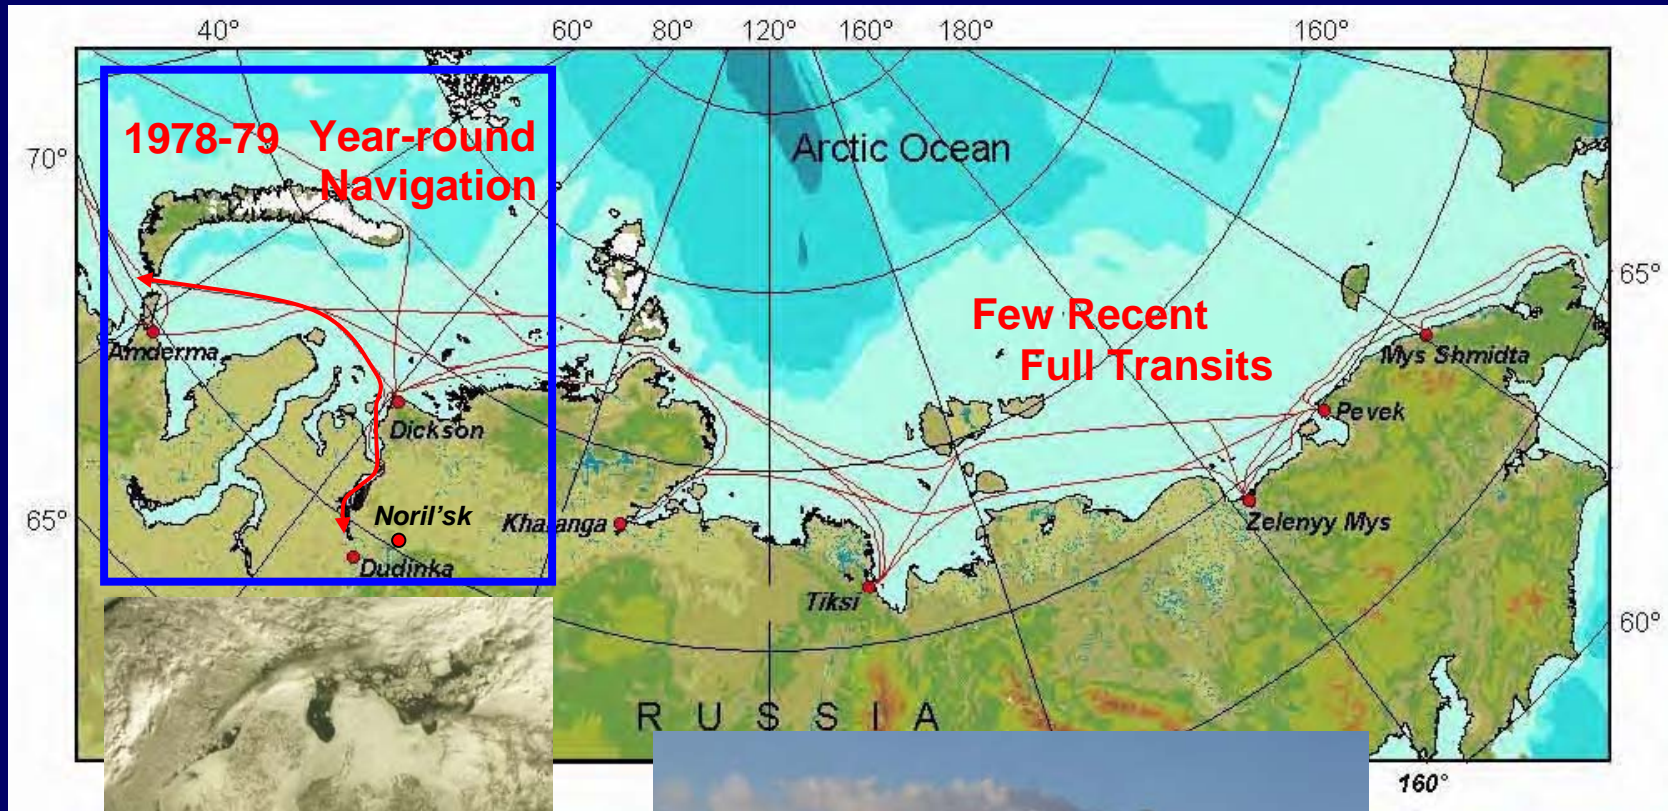 40°
60°
80°
120°
160°
180°
160°
70°
1978-79 Year-round
Navigation
Arctic Ocean
65°
Few Recent
Full Transits
Amderma
Mys Shmidta
Dickson
Pevek
65°
Noril'sk
Khatanga
Zelenyy Mys
Dudinka
Tiksi
60°
RUSSIA
160°